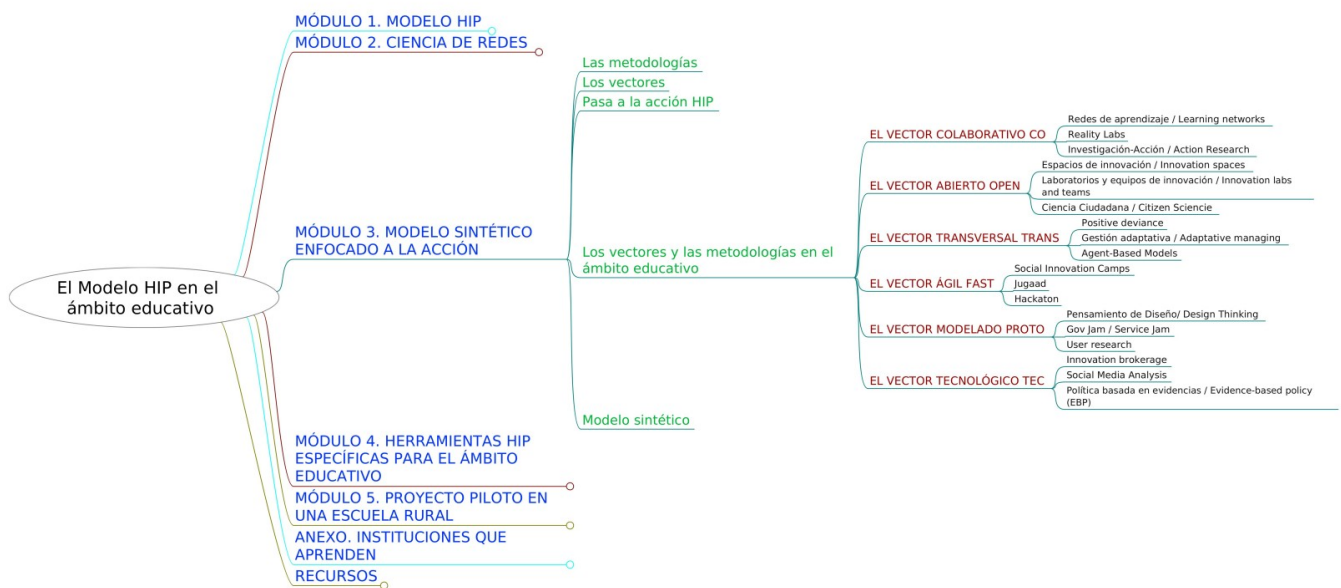 El Modelo HIP en el
ámbito educativo
MÓDULO 1. MODELO HIP
MÓDULO 2. CIENCIA DE REDES
MÓDULO 3. MODELO SINTÉTICO
ENFOCADO A LA ACCIÓN
Las metodologías
Los vectores
Pasa a la acción HIP
Los vectores y las metodologías en el
ámbito educativo
EL VECTOR COLABORATIVO CO
Redes de aprendizaje / Learning networks
Reality Labs
Investigación-Acción / Action Research
EL VECTOR ABIERTO OPEN
Espacios de innovación / Innovation spaces
Laboratorios y equipos de innovación / Innovation labs
and teams
Ciencia Ciudadana / Citizen Sciencie
EL VECTOR TRANSVERSAL TRANS
Positive deviance
Gestión adaptativa / Adaptative managing
Agent-Based Models
EL VECTOR ÁGIL FAST
Social Innovation Camps
Jugaad
Hackaton
EL VECTOR MODELADO PROTO
Pensamiento de Diseño/ Design Thinking
Gov Jam / Service Jam
User research
EL VECTOR TECNOLÓGICO TEC
Innovation brokerage
Social Media Analysis
Política basada en evidencias / Evidence-based policy
(EBP)
Modelo sintético
MÓDULO 4. HERRAMIENTAS HIP
ESPECÍFICAS PARA EL ÁMBITO
EDUCATIVO
MÓDULO 5. PROYECTO PILOTO EN
UNA ESCUELA RURAL
ANEXO. INSTITUCIONES QUE
APRENDEN
RECURSOS